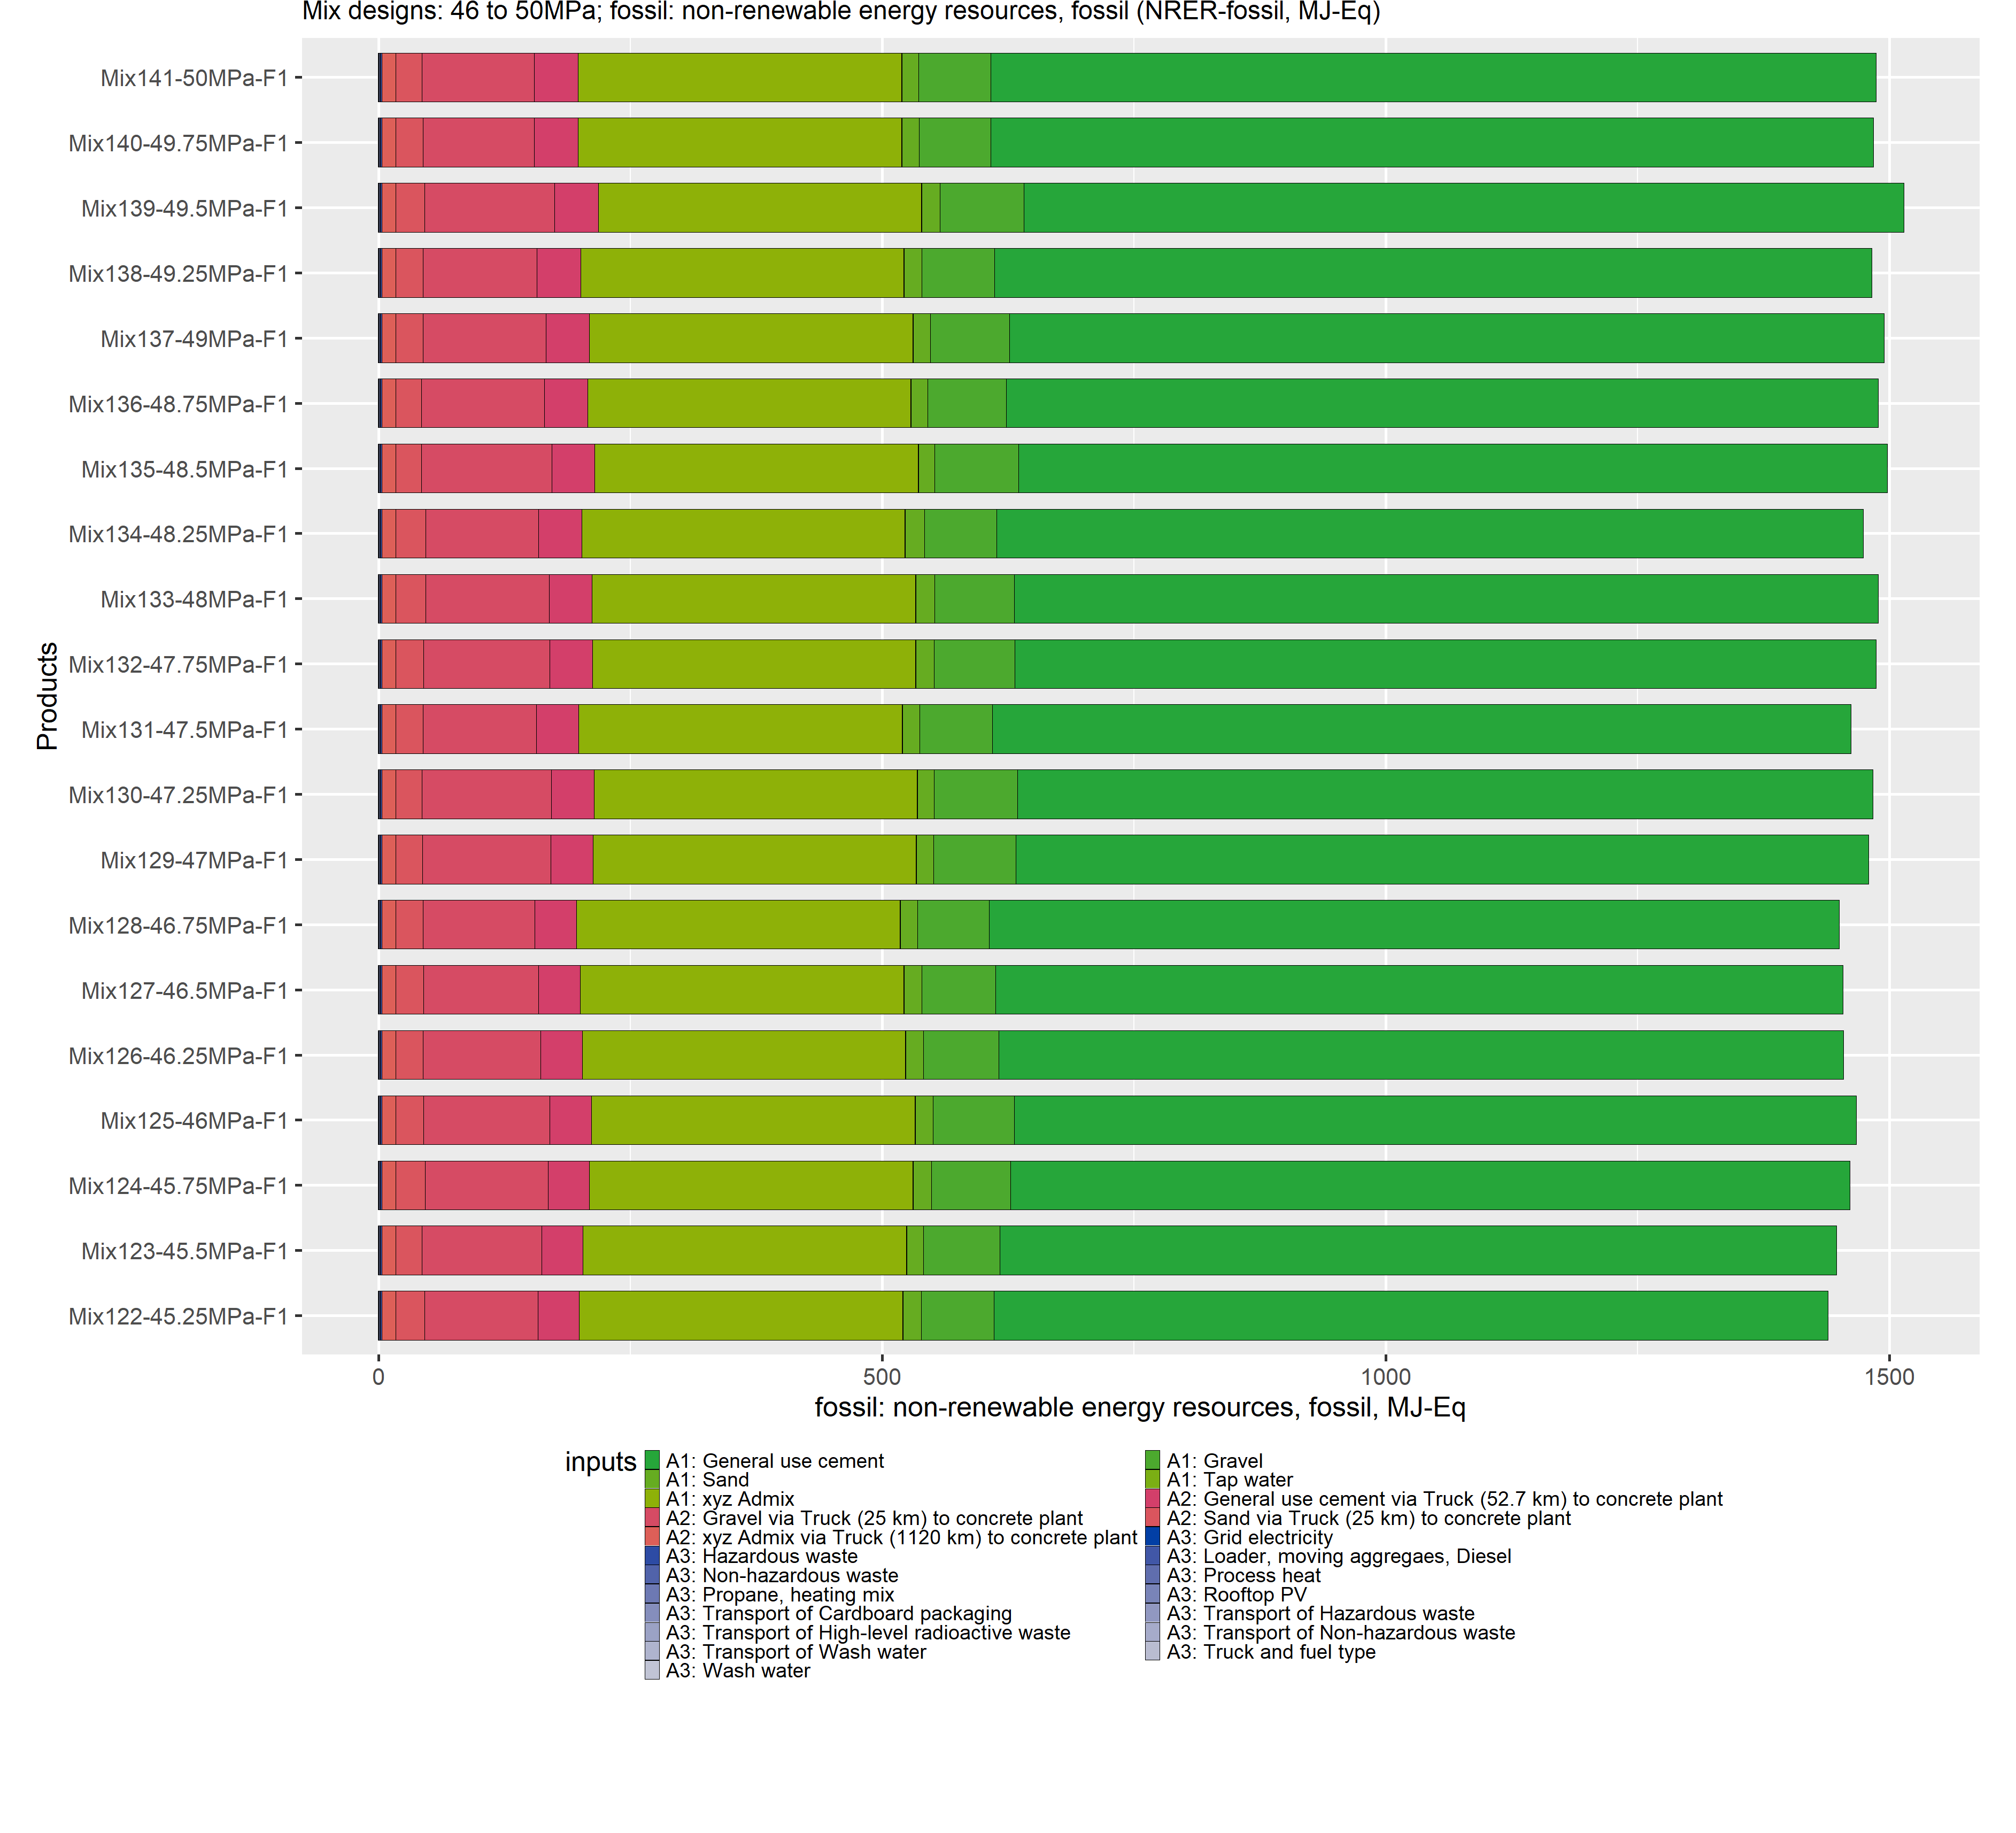 Mix designs: 46 to 50MPa; fossil: non-renewable energy resources, fossil (NRER-fossil, MJ-Eq)
Mix141-50MPa-F1
Mix140-49.75MPa-F1
Mix139-49.5MPa-F1
Mix138-49.25MPa-F1
Mix137-49MPa-F1
Mix136-48.75MPa-F1
Mix135-48.5MPa-F1
Mix134-48.25MPa-F1
Mix133-48MPa-F1
Mix132-47.75MPa-F1
Mix131-47.5MPa-F1
Mix130-47.25MPa-F1
Mix129-47MPa-F1
Mix128-46.75MPa-F1
Mix127-46.5MPa-F1
Mix126-46.25MPa-F1
Mix125-46MPa-F1
Mix124-45.75MPa-F1
Mix123-45.5MPa-F1
Mix122-45.25MPa-F1
Products
0 500 1000 1500
fossil: non-renewable energy resources, fossil, MJ-Eq
inputs
A1: General use cement
A1: Gravel
A1: Sand
A1: Tap water
A1: xyz Admix
A2: General use cement via Truck (52.7 km) to concrete plant
A2: Gravel via Truck (25 km) to concrete plant
A2: Sand via Truck (25 km) to concrete plant
A2: xyz Admix via Truck (1120 km) to concrete plant
A3: Grid electricity
A3: Hazardous waste
A3: Loader, moving aggregaes, Diesel
A3: Non-hazardous waste
A3: Process heat
A3: Propane, heating mix
A3: Rooftop PV
A3: Transport of Cardboard packaging
A3: Transport of Hazardous waste
A3: Transport of High-level radioactive waste
A3: Transport of Non-hazardous waste
A3: Transport of Wash water
A3: Truck and fuel type
A3: Wash water